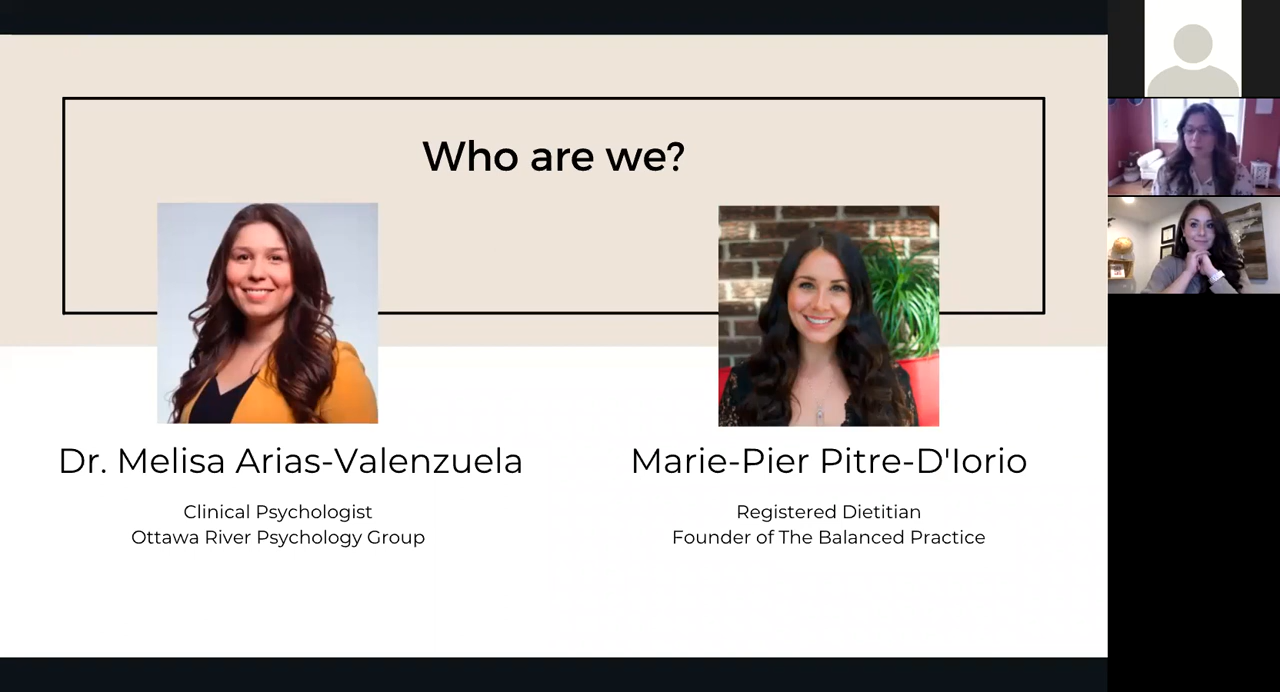 Who are we?
Dr. Melisa Arias-Valenzuela
Clinical Psychologist
Ottawa River Psychology Group
Marie-Pier Pitre-D'Iorio
Registered Dietitian
Founder of The Balanced Practice